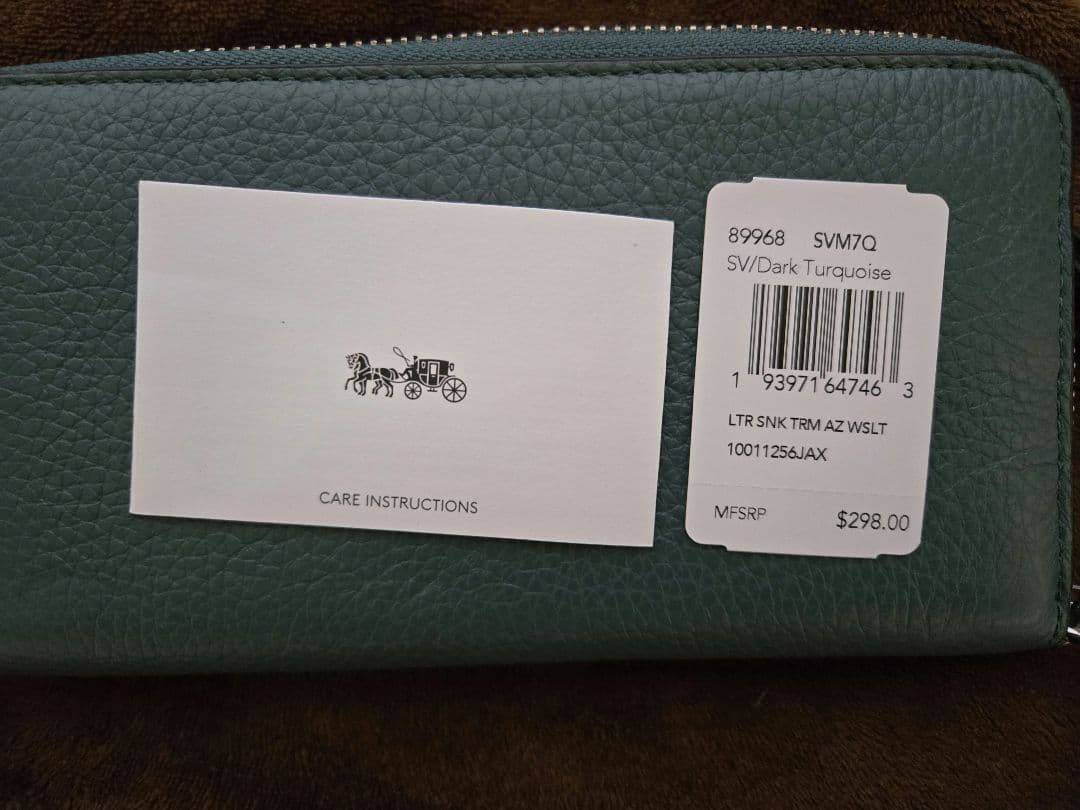 CARE INSTRUCTIONS
89968 SVM7Q
SV/Dark Turquoise
1 93971 64746 3
LTR SNK TRM AZ WSLT
10011256JAX
MFSRP $298.00